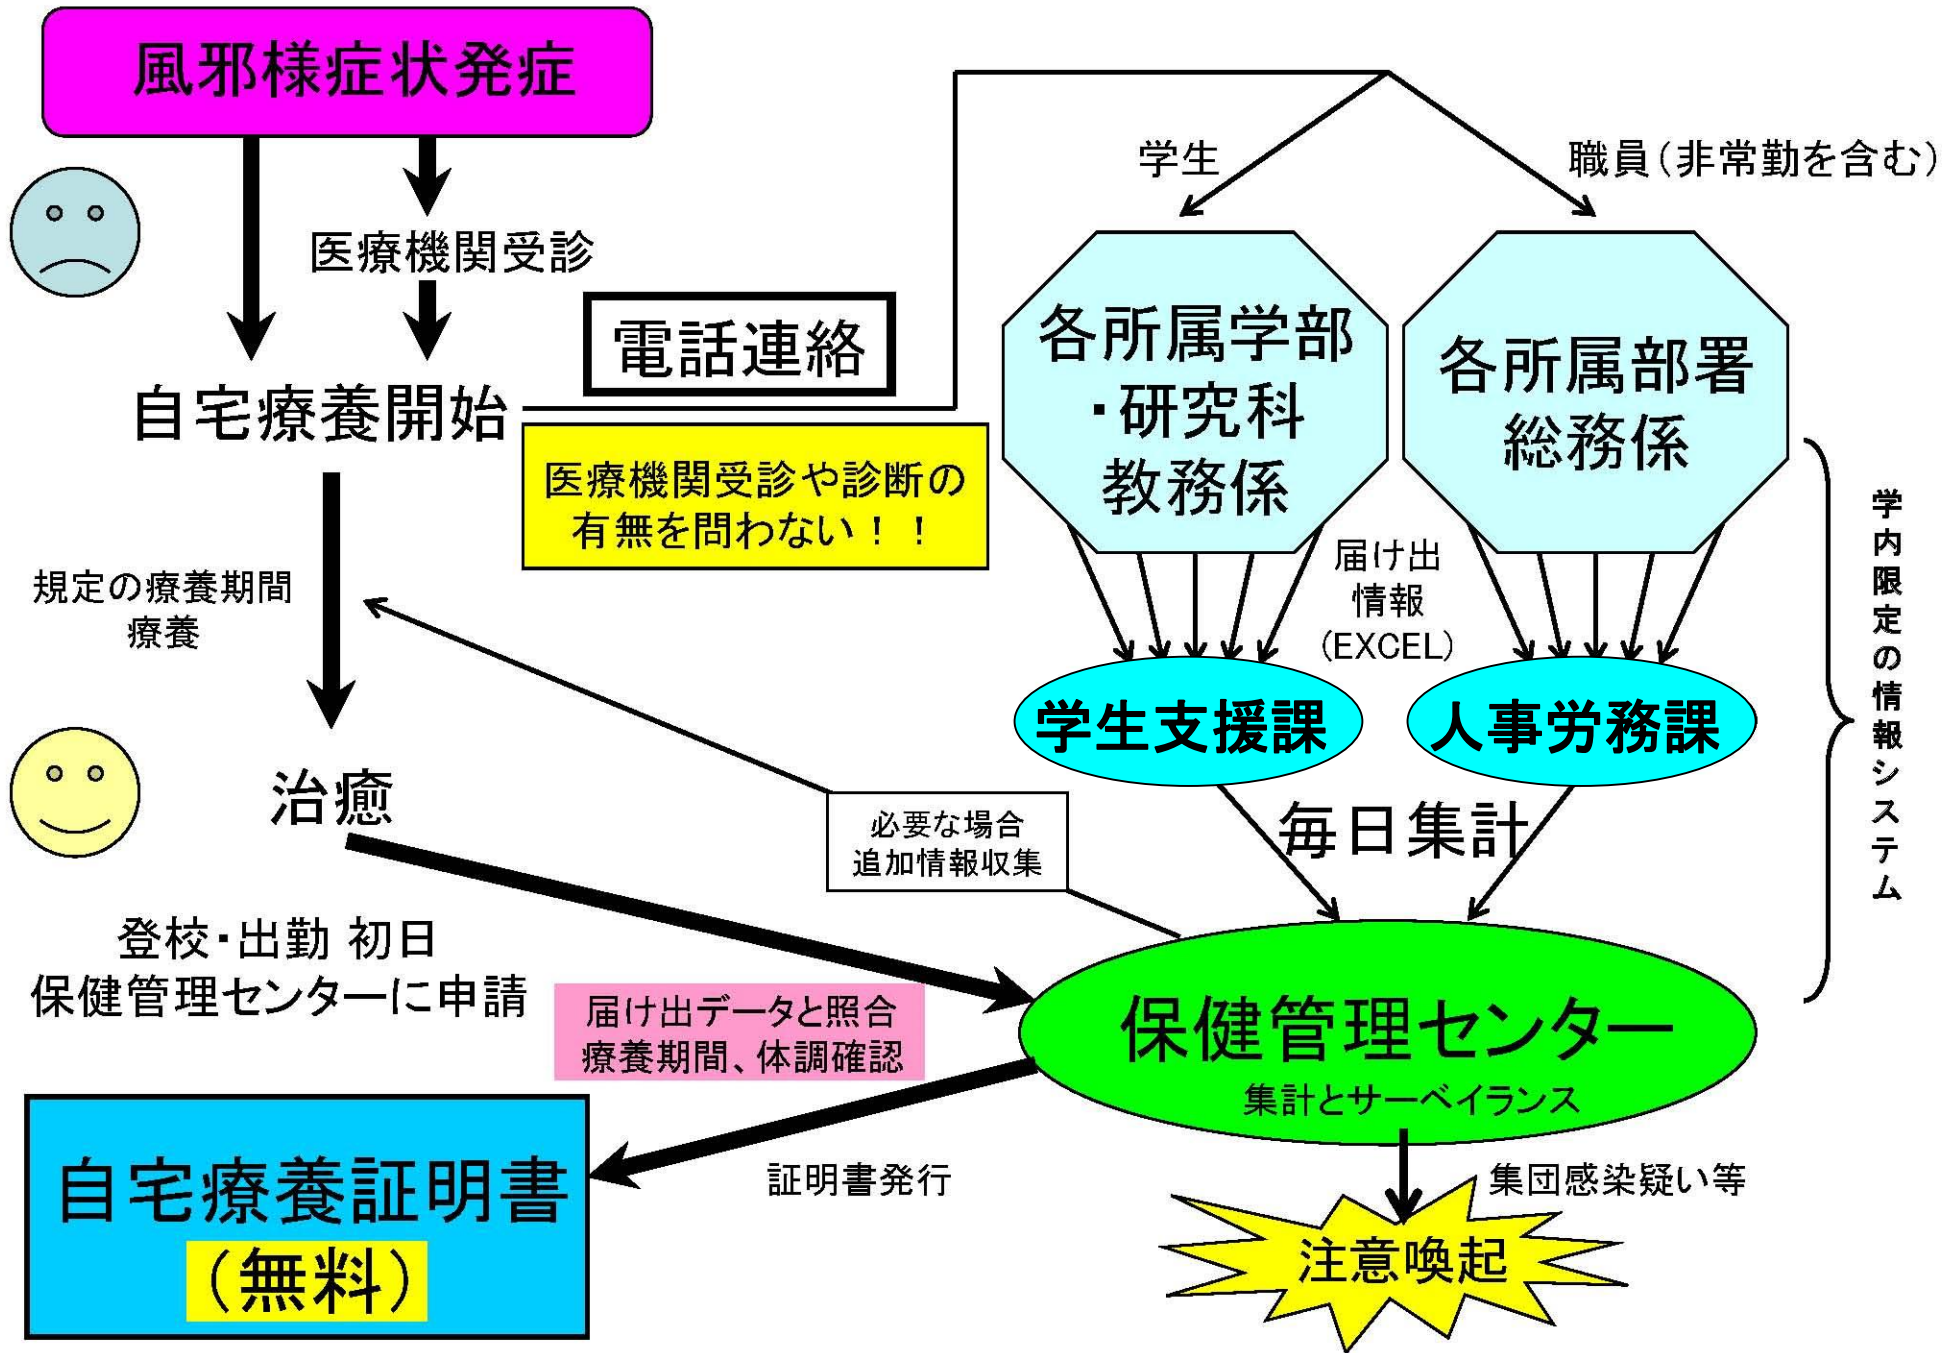 風邪様症状発症
学生
職員（非常勤を含む）
医療機関受診
電話連絡
自宅療養開始
医療機関受診や診断の
有無を問わない！！
各所属学部
・研究科
教務係
各所属部署
総務係
届け出
情報
(EXCEL)
学内限定の情報システム
規定の療養期間
療養
学生支援課
人事労務課
治癒
必要な場合
追加情報収集
毎日集計
登校・出勤 初日
保健管理センターに申請
届け出データと照合
療養期間、体調確認
保健管理センター
集計とサーベイランス
自宅療養証明書
（無料）
証明書発行
集団感染疑い等
注意喚起